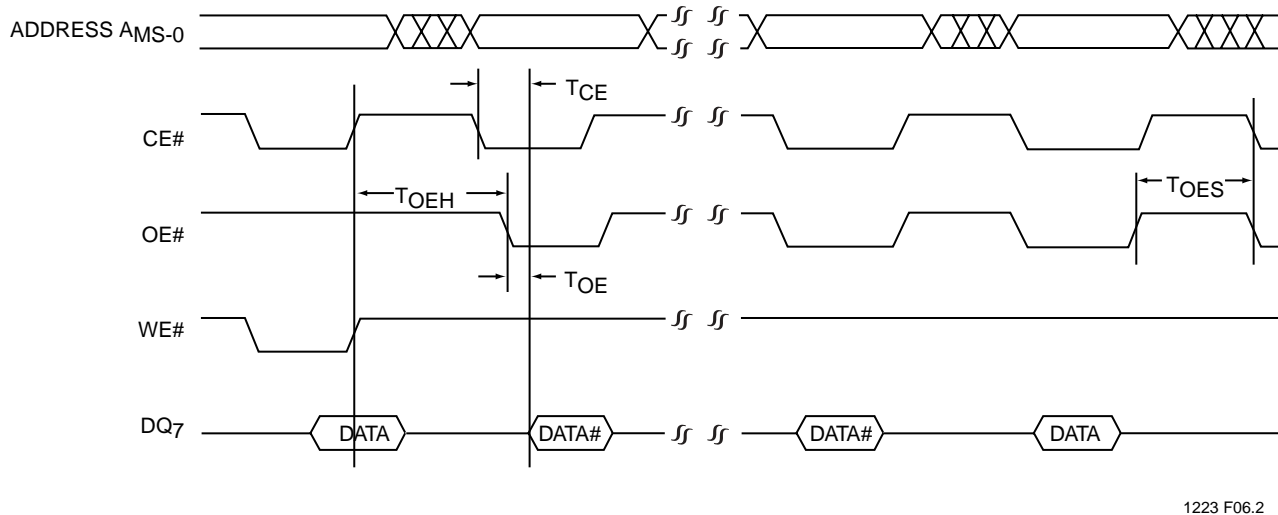 ADDRESS AMS-0
TCE
CE#
TOEH
TOES
OE#
TOE
WE#
DQ7
DATA
DATA#
DATA#
DATA
1223 F06.2